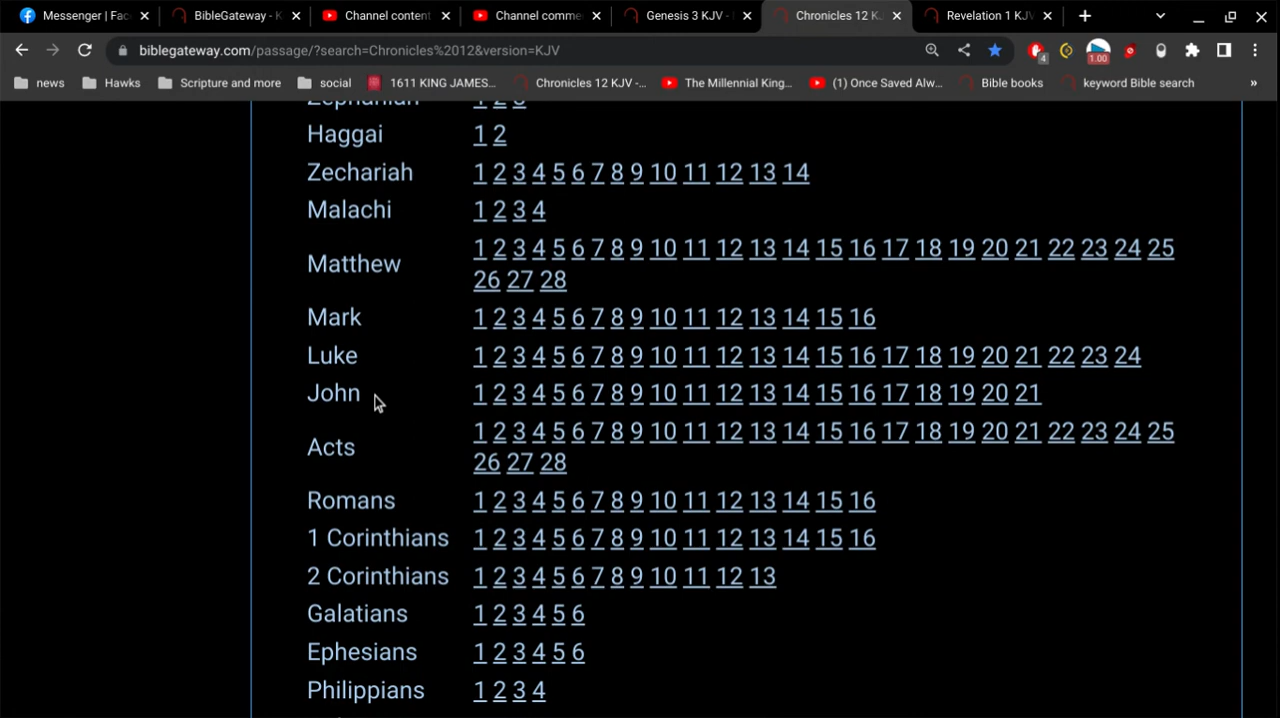 Messenger | Fac
BibleGateway - K
Channel content
Channel comme
Genesis 3 KJV -
Chronicles 12 K
Revelation 1 KJV
biblegateway.com/passage/?search=Chronicles%2012&version=KJV
4
1.00
news
Hawks
Scripture and more
social
1611 KING JAMES...
Chronicles 12 KJV -...
The Millennial King...
(1) Once Saved Alw...
Bible books
keyword Bible search
»
Zephaniah 1 2 3
Haggai 1 2
Zechariah 1 2 3 4 5 6 7 8 9 10 11 12 13 14
Malachi 1 2 3 4
Matthew 1 2 3 4 5 6 7 8 9 10 11 12 13 14 15 16 17 18 19 20 21 22 23 24 25
26 27 28
Mark 1 2 3 4 5 6 7 8 9 10 11 12 13 14 15 16
Luke 1 2 3 4 5 6 7 8 9 10 11 12 13 14 15 16 17 18 19 20 21 22 23 24
John 1 2 3 4 5 6 7 8 9 10 11 12 13 14 15 16 17 18 19 20 21
Acts 1 2 3 4 5 6 7 8 9 10 11 12 13 14 15 16 17 18 19 20 21 22 23 24 25
26 27 28
Romans 1 2 3 4 5 6 7 8 9 10 11 12 13 14 15 16
1 Corinthians 1 2 3 4 5 6 7 8 9 10 11 12 13 14 15 16
2 Corinthians 1 2 3 4 5 6 7 8 9 10 11 12 13
Galatians 1 2 3 4 5 6
Ephesians 1 2 3 4 5 6
Philippians 1 2 3 4